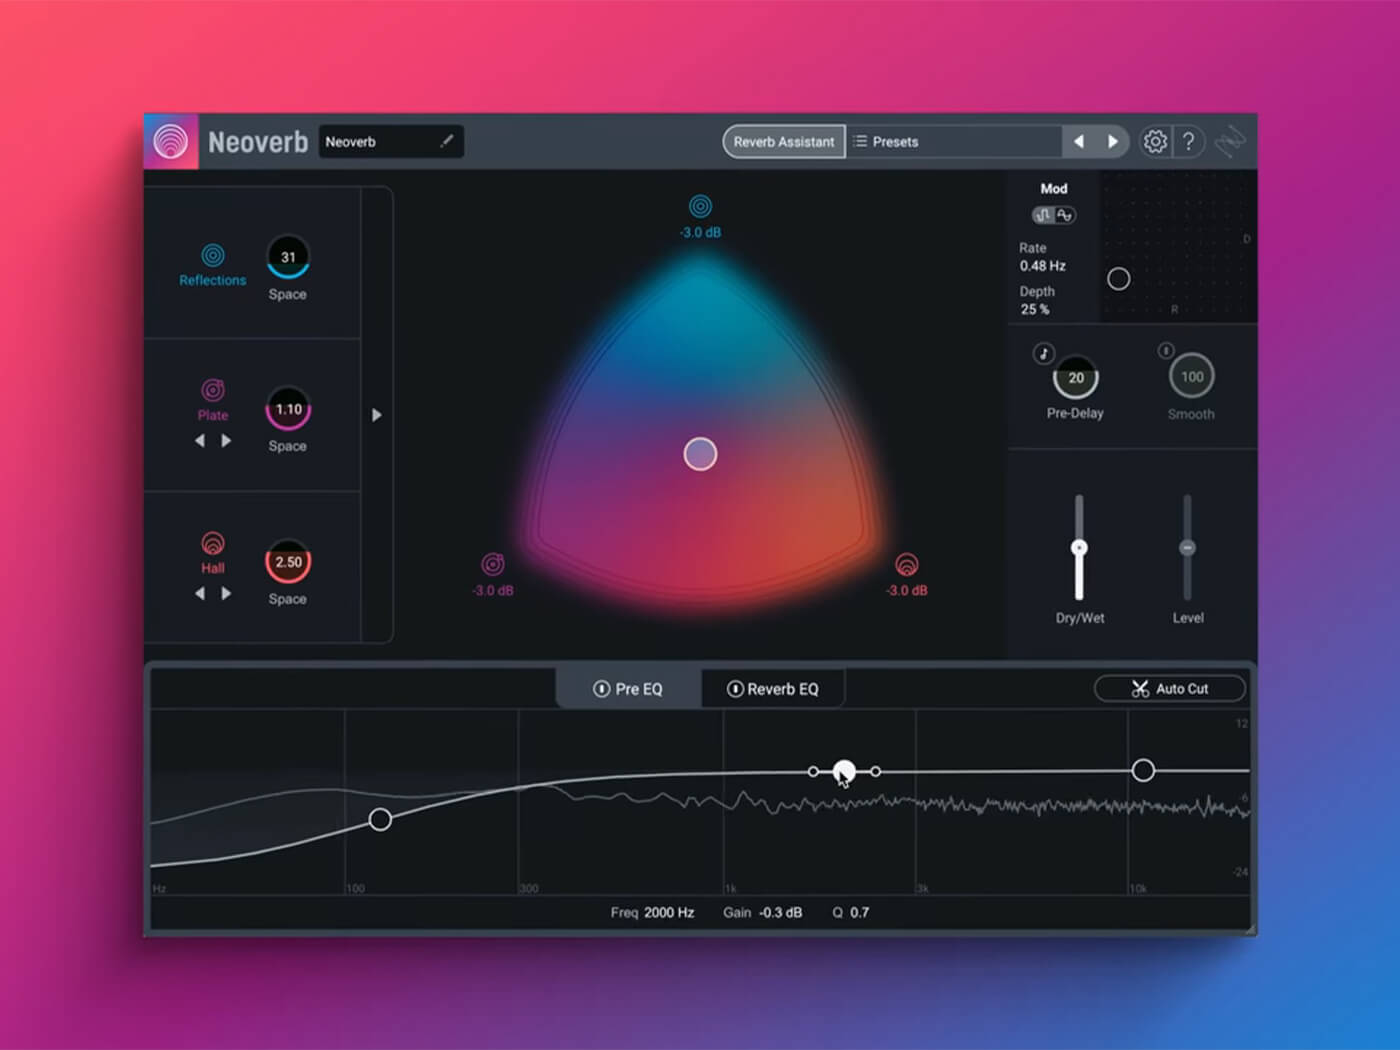 Neoverb
Neoverb
Reverb Assistant
Presets
?
Reflections
31
Space
Plate
1.10
Space
Hall
2.50
Space
-3.0 dB
-3.0 dB
-3.0 dB
Mod
Rate
0.48 Hz
Depth
25 %
D
R
20
Pre-Delay
100
Smooth
Dry/Wet
Level
Pre EQ
Reverb EQ
Auto Cut
12
-6
-24
Hz
100
300
1k
3k
10k
Freq 2000 Hz Gain -0.3 dB Q 0.7